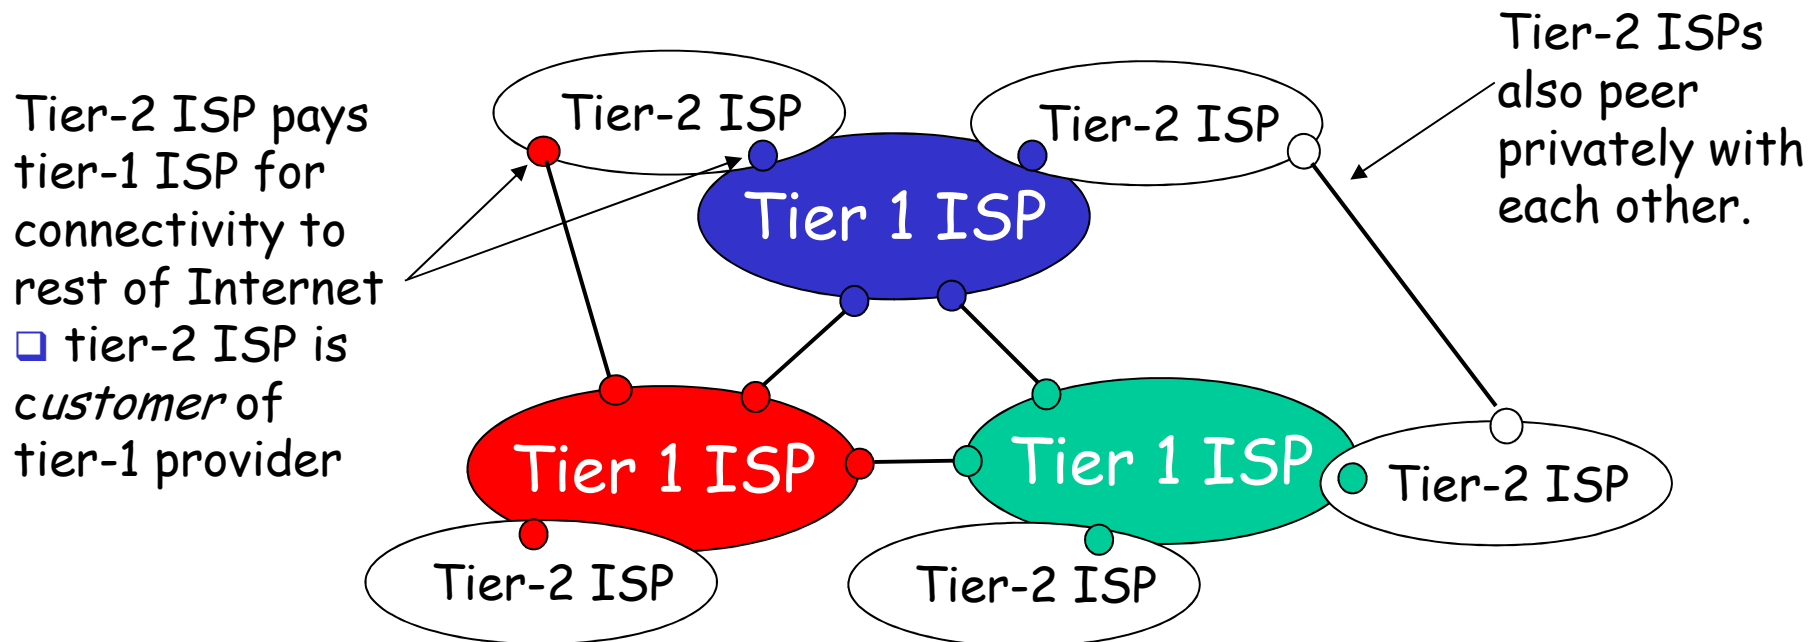 Tier-2 ISP pays
tier-1 ISP for
connectivity to
rest of Internet
❑ tier-2 ISP is
customer of
tier-1 provider
Tier-2 ISP
Tier-2 ISP
Tier-2 ISPs
also peer
privately with
each other.
Tier 1 ISP
Tier 1 ISP
Tier 1 ISP
Tier-2 ISP
Tier-2 ISP
Tier-2 ISP